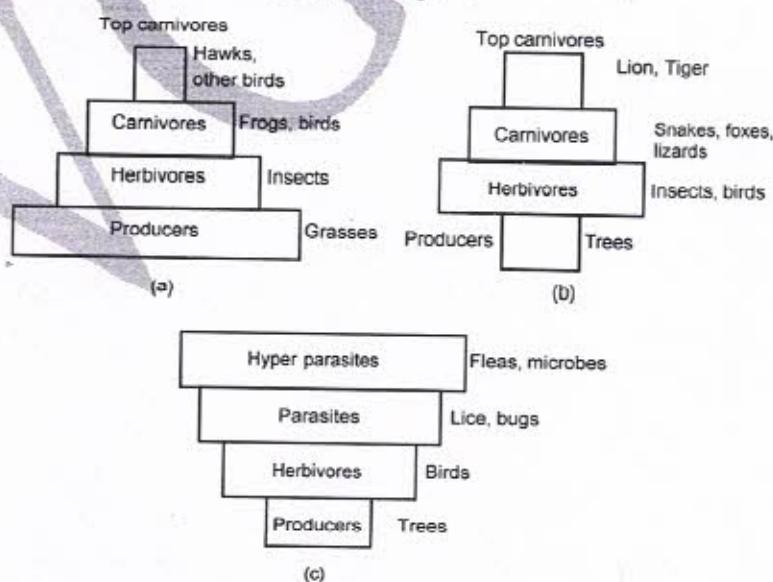 Top carnivores
Hawks,
other birds
Carnivores
Frogs, birds
Herbivores
Insects
Producers
Grasses
(a)
Top carnivores
Lion, Tiger
Carnivores
Snakes, foxes,
lizards
Herbivores
Insects, birds
Producers
Trees
(b)
Hyper parasites
Fleas, microbes
Parasites
Lice, bugs
Herbivores
Birds
Producers
Trees
(c)